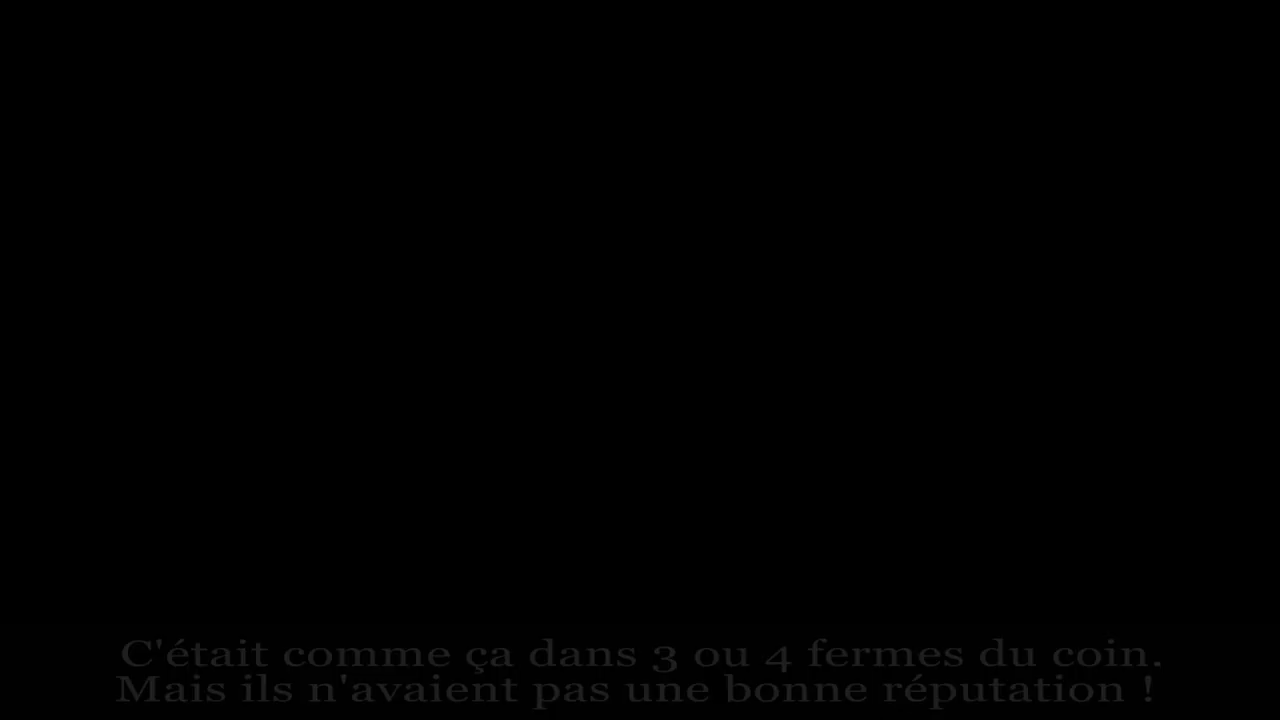 C'était comme ça dans 3 ou 4 fermes du coin.
Mais ils n'avaient pas une bonne réputation !